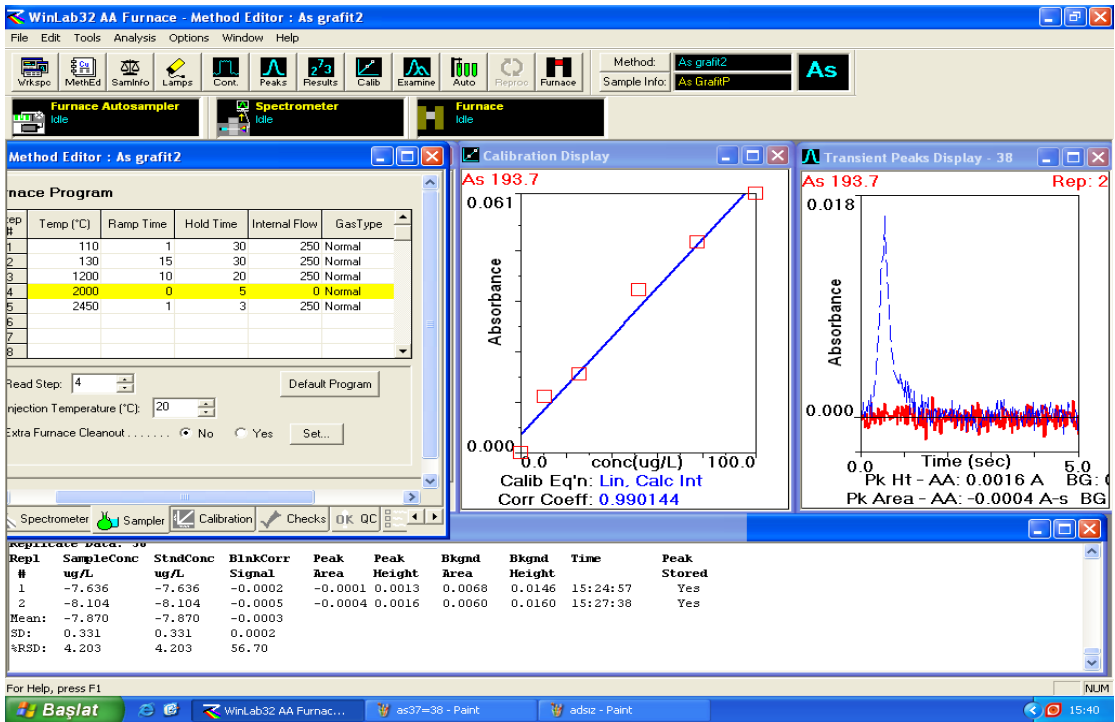 WinLab32 AA Furnace - Method Editor : As grafit2
File Edit Tools Analysis Options Window Help
Wrkspc MethEd SamInfo Lamps Cont. Peaks Results Calib Examine Auto Reproc Furnace
Method: As grafit2
Sample Info: As GrafitP
As
Furnace Autosampler
Idle
Spectrometer
Idle
Furnace
Idle
Method Editor : As grafit2
nace Program
Temp (°C) Ramp Time Hold Time Internal Flow GasType
#
1 110 1 30 250 Normal
2 130 15 30 250 Normal
3 1200 10 20 250 Normal
4 2000 0 5 0 Normal
5 2450 1 3 250 Normal
6
7
8
Read Step: 4
Default Program
njection Temperature (°C): 20
Extra Furnace Cleanout . . . . . . . No Yes Set...
Spectrometer Sampler Calibration Checks OK QC
Calibration Display
As 193.7
0.061
Absorbance
0.000
0.0 conc(ug/L) 100.0
Calib Eq'n: Lin, Calc Int
Corr Coeff: 0.990144
Transient Peaks Display - 38
As 193.7 Rep: 2
0.018
Absorbance
0.000
0.0 Time (sec) 5.0
Pk Ht - AA: 0.0016 A BG: (
Pk Area - AA: -0.0004 A-s BG
Replicate Data: 38
Repl SampleConc StndConc BlnkCorr Peak Peak Bkgnd Bkgnd Time Peak
# ug/L ug/L Signal Area Height Area Height Stored
1 -7.636 -7.636 -0.0002 -0.0001 0.0013 0.0068 0.0146 15:24:57 Yes
2 -8.104 -8.104 -0.0005 -0.0004 0.0016 0.0060 0.0160 15:27:38 Yes
Mean: -7.870 -7.870 -0.0003
SD: 0.331 0.331 0.0002
%RSD: 4.203 4.203 56.70
For Help, press F1
NUM
Başlat WinLab32 AA Furnac... as37=38 - Paint adsız - Paint 15:40